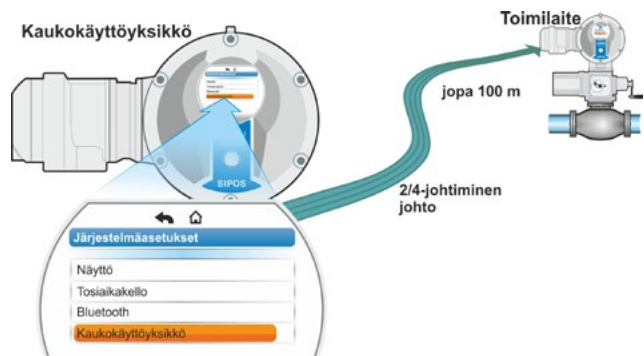 Kaukokäyttöyksikkö
Toimilaite
jopa 100 m
2/4-johtiminen
johto
SIPOS
Järjestelmäasetukset
Näyttö
Tosiaikakello
Bluetooth
Kaukokäyttöyksikkö